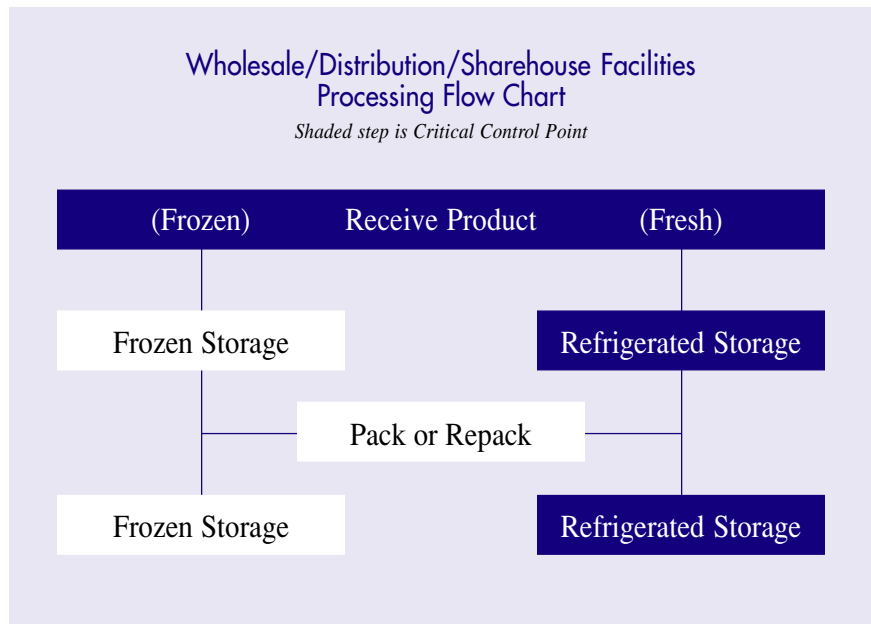 Wholesale/Distribution/Sharehouse Facilities
Processing Flow Chart
Shaded step is Critical Control Point
(Frozen) Receive Product (Fresh)
Frozen Storage Refrigerated Storage
Pack or Repack
Frozen Storage Refrigerated Storage